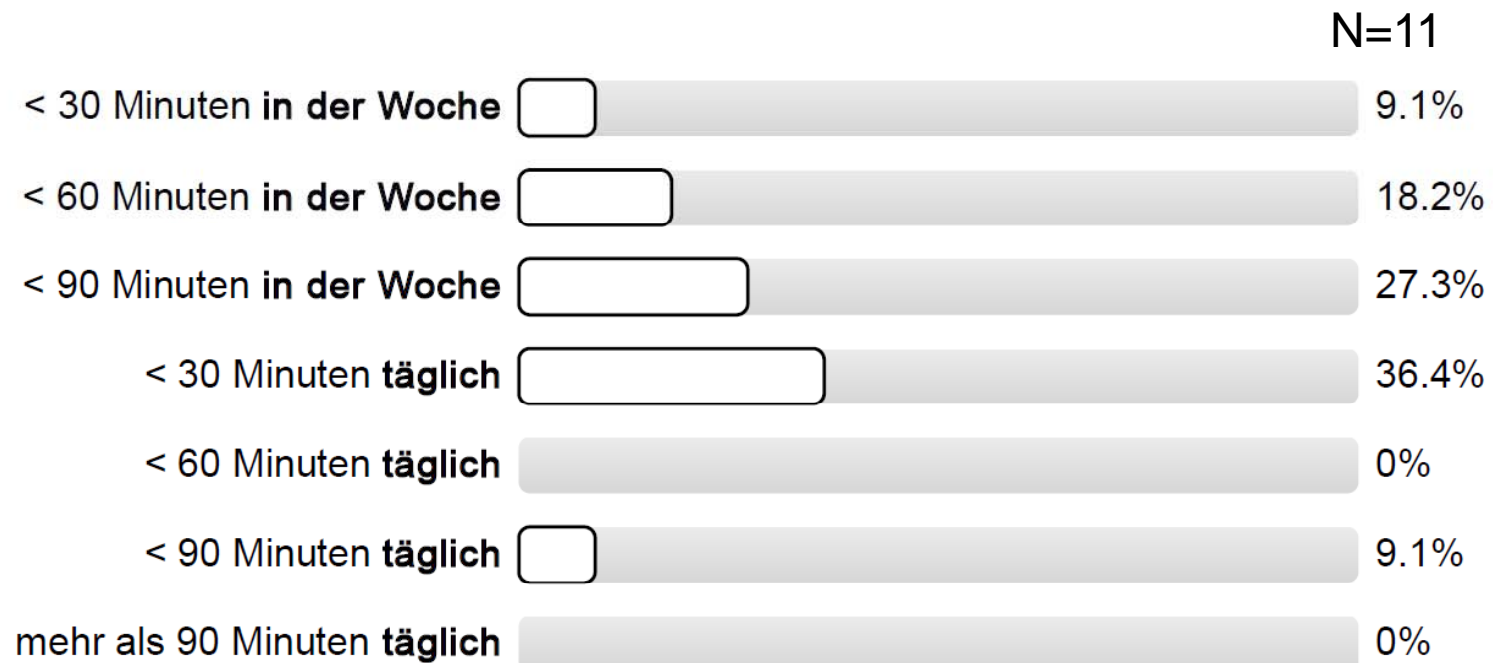 N=11
< 30 Minuten in der Woche 9.1%
< 60 Minuten in der Woche 18.2%
< 90 Minuten in der Woche 27.3%
< 30 Minuten täglich 36.4%
< 60 Minuten täglich 0%
< 90 Minuten täglich 9.1%
mehr als 90 Minuten täglich 0%